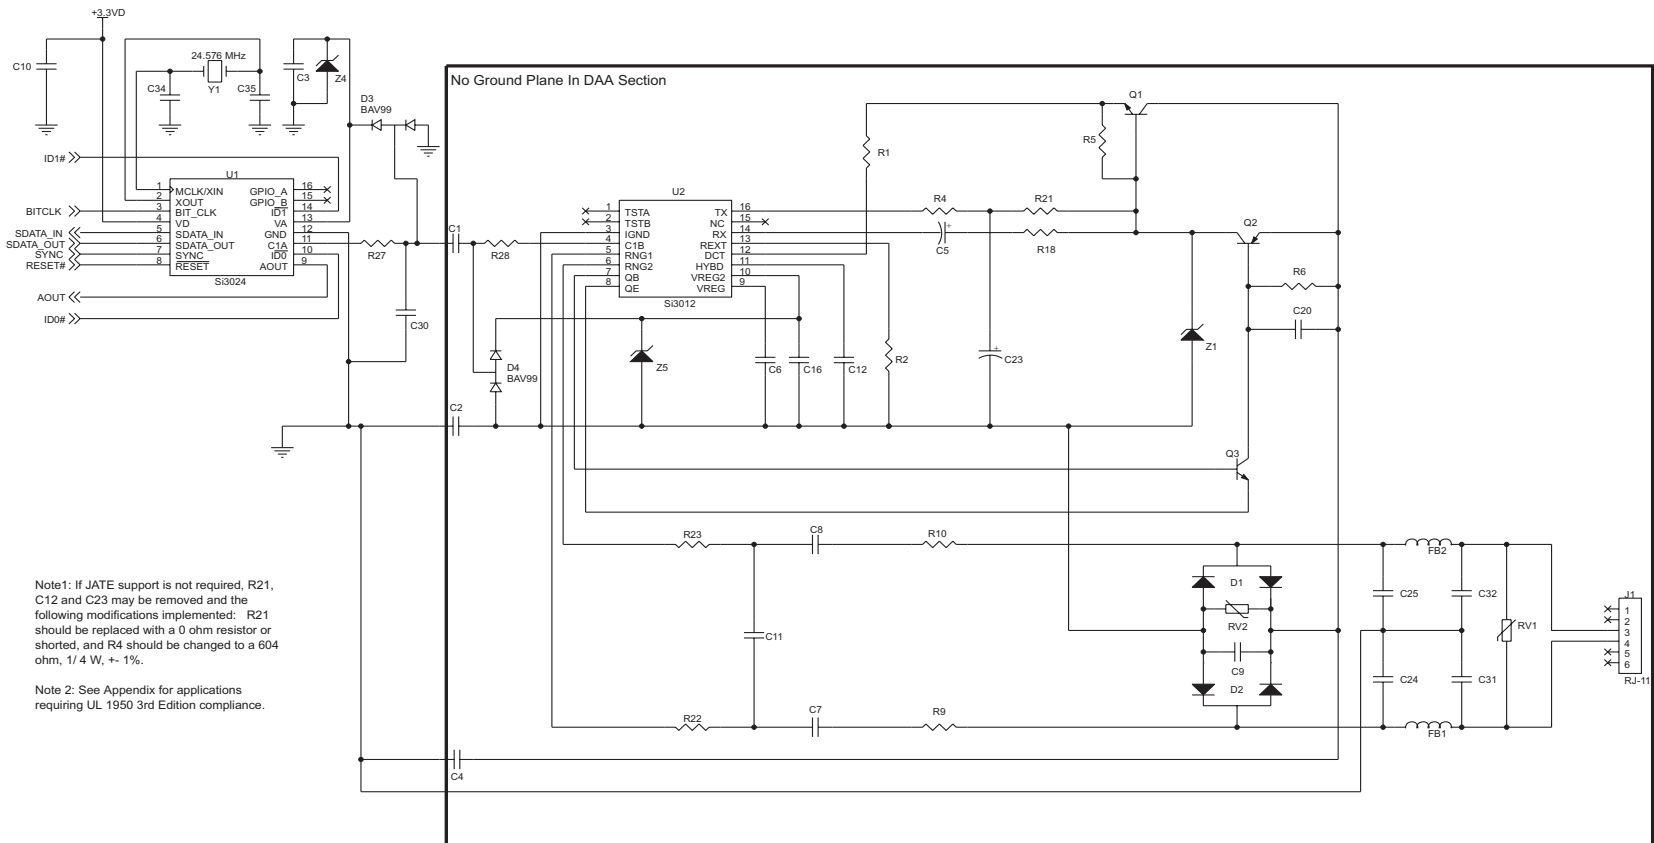 +3.3VD
C10
24.576 MHz
Y1
C34
C35
C3
Z4
D3
BAV99
ID1#
BITCLK
SDATA_IN
SDATA_OUT
SYNC
RESET#
AOUT
ID0#
U1
1 MCLK/XIN
2 XOUT
3 BIT_CLK
4 VD
5 SDATA_IN
6 SDATA_OUT
7 SYNC
8 RESET
GPIO_A 16
GPIO_B 15
ID1 14
VA 13
GND 12
C1A 11
ID0 10
AOUT 9
Si3024
R27
C30
No Ground Plane In DAA Section
C1
R28
C2
D4
BAV99
U2
1 TSTA
2 TSTB
3 IGND
4 C1B
5 RNG1
6 RNG2
7 QB
8 QE
TX 16
NC 15
RX 14
REXT 13
DCT 12
HYBD 11
VREG2 10
VREG 9
Si3012
Z5
C6
C16
C12
R2
R1
R4
R21
C5
+
R18
C23
+
R5
Q1
Q2
R6
C20
Z1
Q3
R23
C8
R10
C11
R22
C7
R9
D1
RV2
C9
D2
C25
C24
FB2
FB1
C32
C31
RV1
J1
1
2
3
4
5
6
RJ-11
C4
Note1: If JATE support is not required, R21,
C12 and C23 may be removed and the
following modifications implemented: R21
should be replaced with a 0 ohm resistor or
shorted, and R4 should be changed to a 604
ohm, 1/ 4 W, +- 1%.
Note 2: See Appendix for applications
requiring UL 1950 3rd Edition compliance.